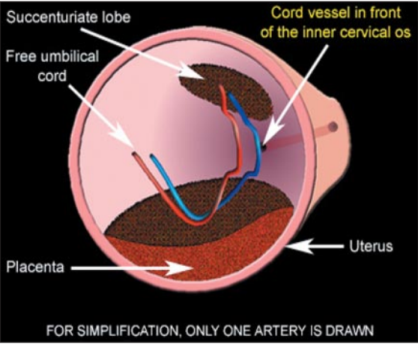 Succenturiate lobe
Cord vessel in front
of the inner cervical os
Free umbilical
cord
Uterus
Placenta
FOR SIMPLIFICATION, ONLY ONE ARTERY IS DRAWN